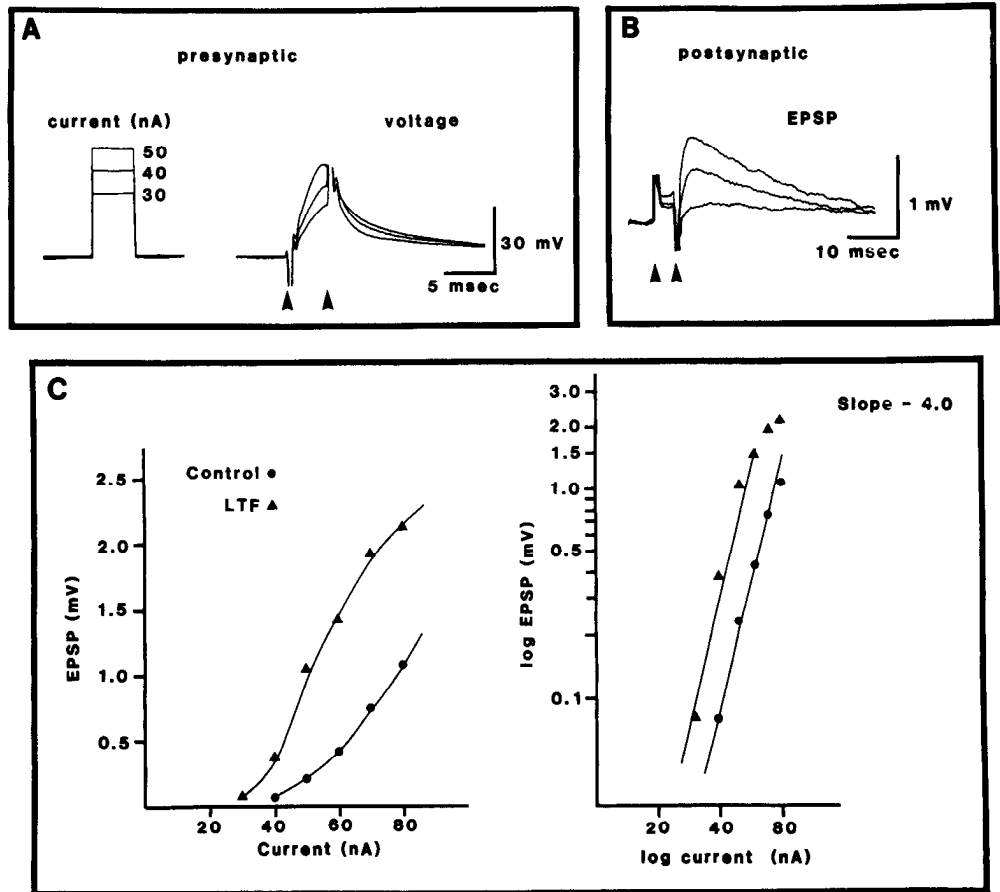 A
presynaptic
current (nA)
50
40
30
voltage
30 mV
5 msec
B
postsynaptic
EPSP
1 mV
10 msec
C
Control ●
LTF ▲
EPSP (mV)
2.5
2.0
1.5
1.0
0.5
20 40 60 80
Current (nA)
Slope - 4.0
log EPSP (mV)
3.0
2.0
1.5
1.0
0.5
0.1
20 40 80
log current (nA)